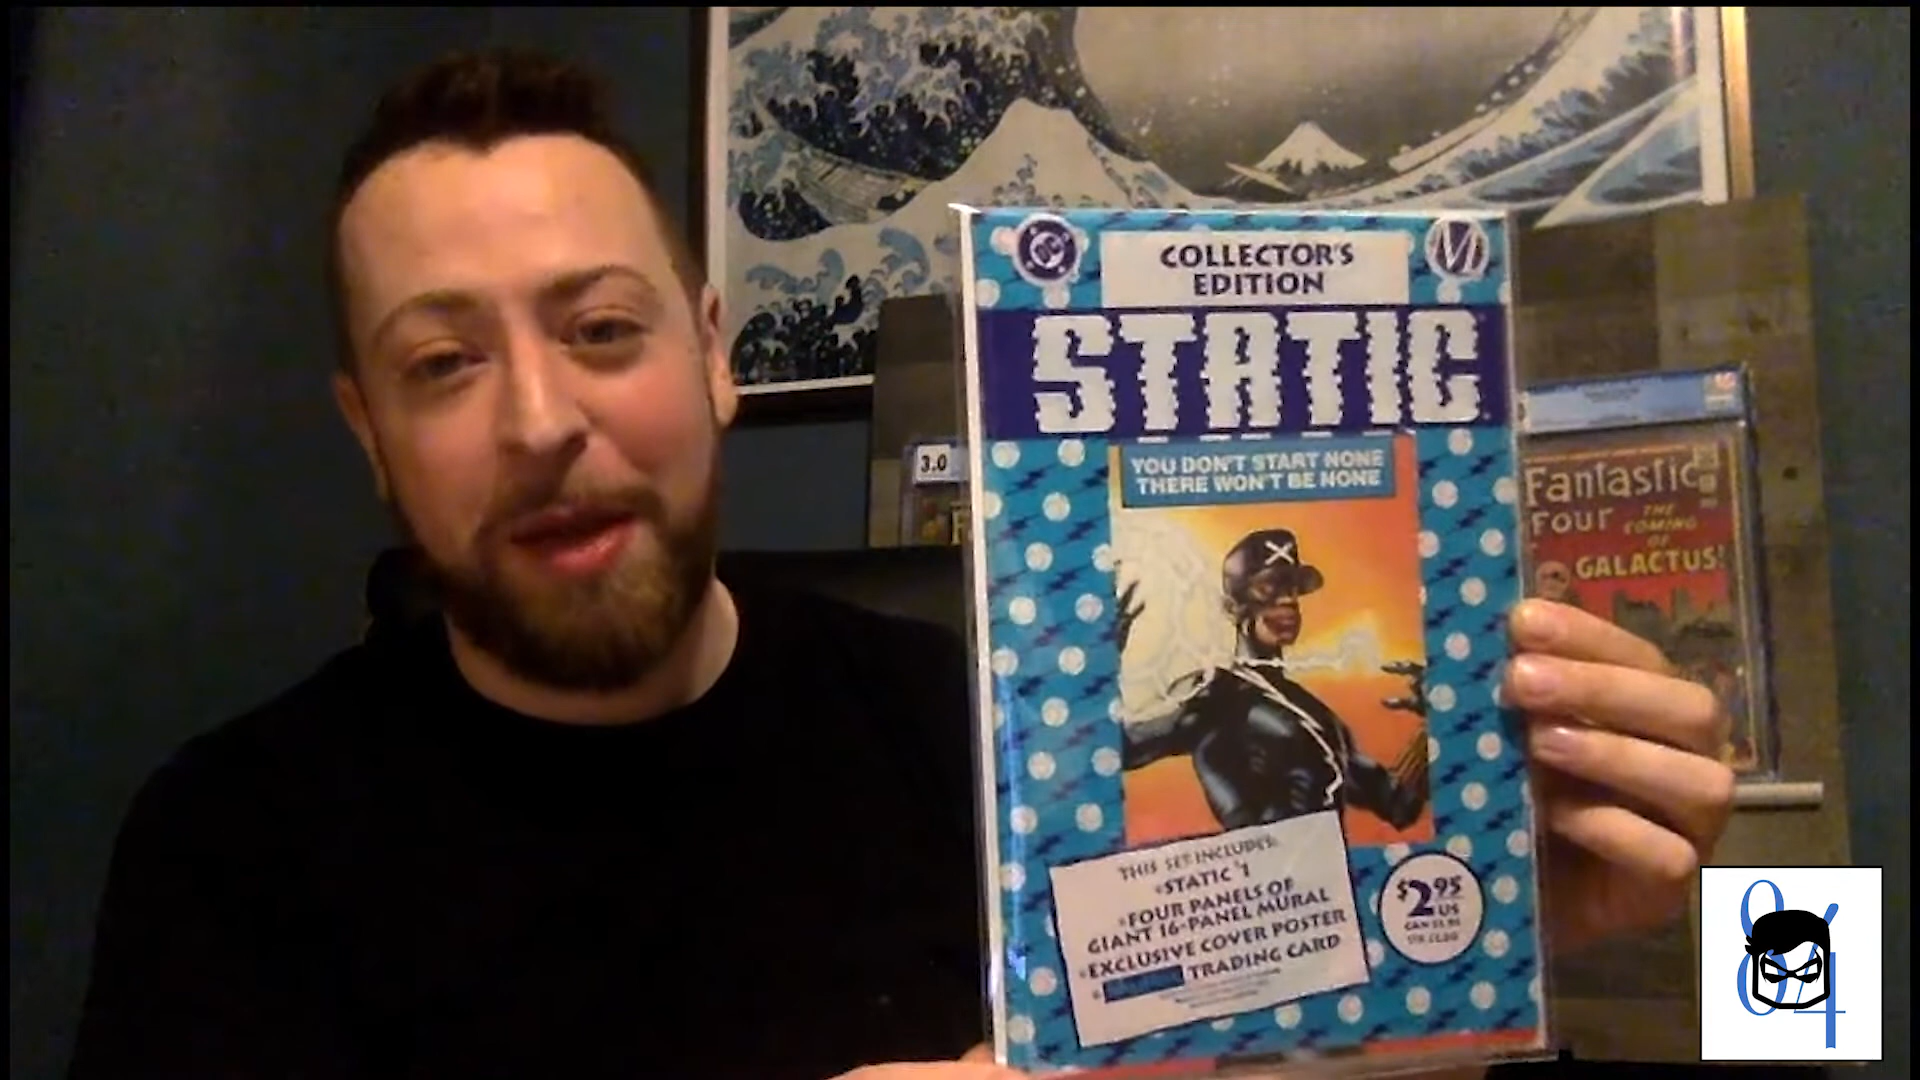 DC
COLLECTOR'S
EDITION
STATIC
YOU DON'T START NONE
THERE WON'T BE NONE
THIS SET INCLUDES:
STATIC #1
FOUR PANELS OF
GIANT 16-PANEL MURAL
EXCLUSIVE COVER POSTER
TRADING CARD
$2.95
US
3.0
Fantastic
Four
THE
COMING
OF
GALACTUS!